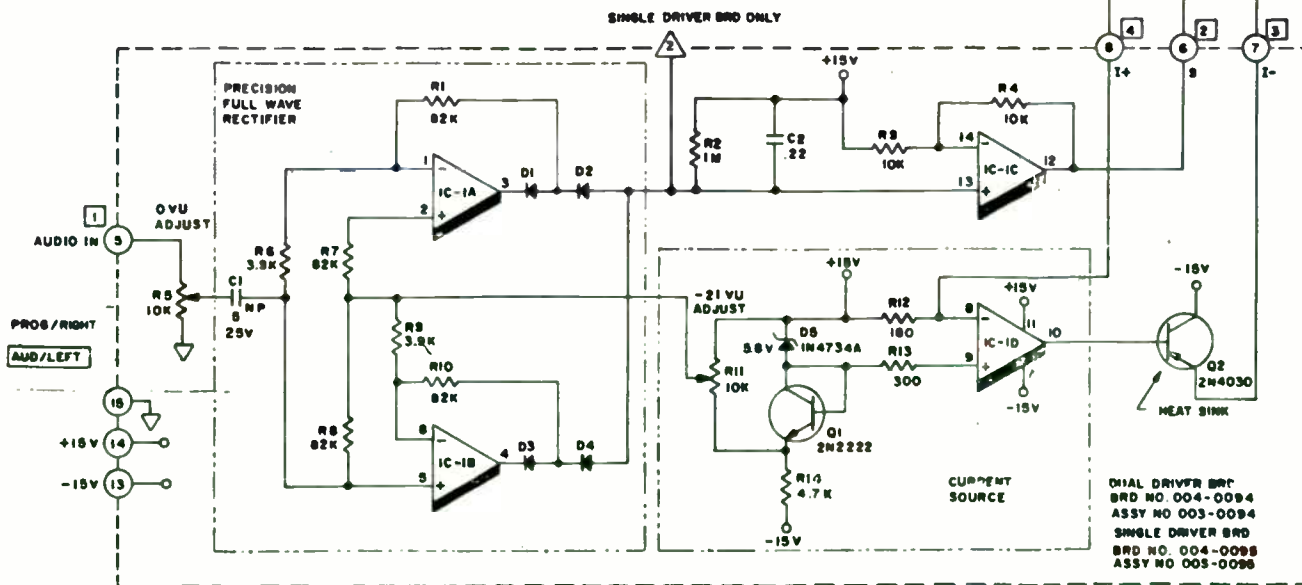 SINGLE DRIVER BRD ONLY
2
8
4
6
2
7
3
I+
9
I-
PRECISION
FULL WAVE
RECTIFIER
R1
82K
1
-
IC-1A
3
2
+
D1
D2
+15V
R2
1M
C2
.22
R3
10K
R4
10K
14
-
IC-1C
12
13
+
1
AUDIO IN
5
0 VU
ADJUST
R5
10K
C1
NP
25V
R6
3.9K
R7
82K
PROG/RIGHT
AUD/LEFT
R9
3.9K
R10
82K
R8
82K
6
-
IC-1B
4
5
+
D3
D4
15
+15V
14
-15V
13
-21 VU
ADJUST
R11
10K
+15V
5.6V
D5
1N4734A
R12
180
R13
300
+15V
11
8
-
IC-1D
10
9
+
-15V
Q1
2N2222
R14
4.7K
-15V
CURRENT
SOURCE
-15V
Q2
2N4030
HEAT SINK
DUAL DRIVER BRD
BRD NO. 004-0094
ASSY NO 003-0094
SINGLE DRIVER BRD
BRD NO. 004-0095
ASSY NO 003-0095